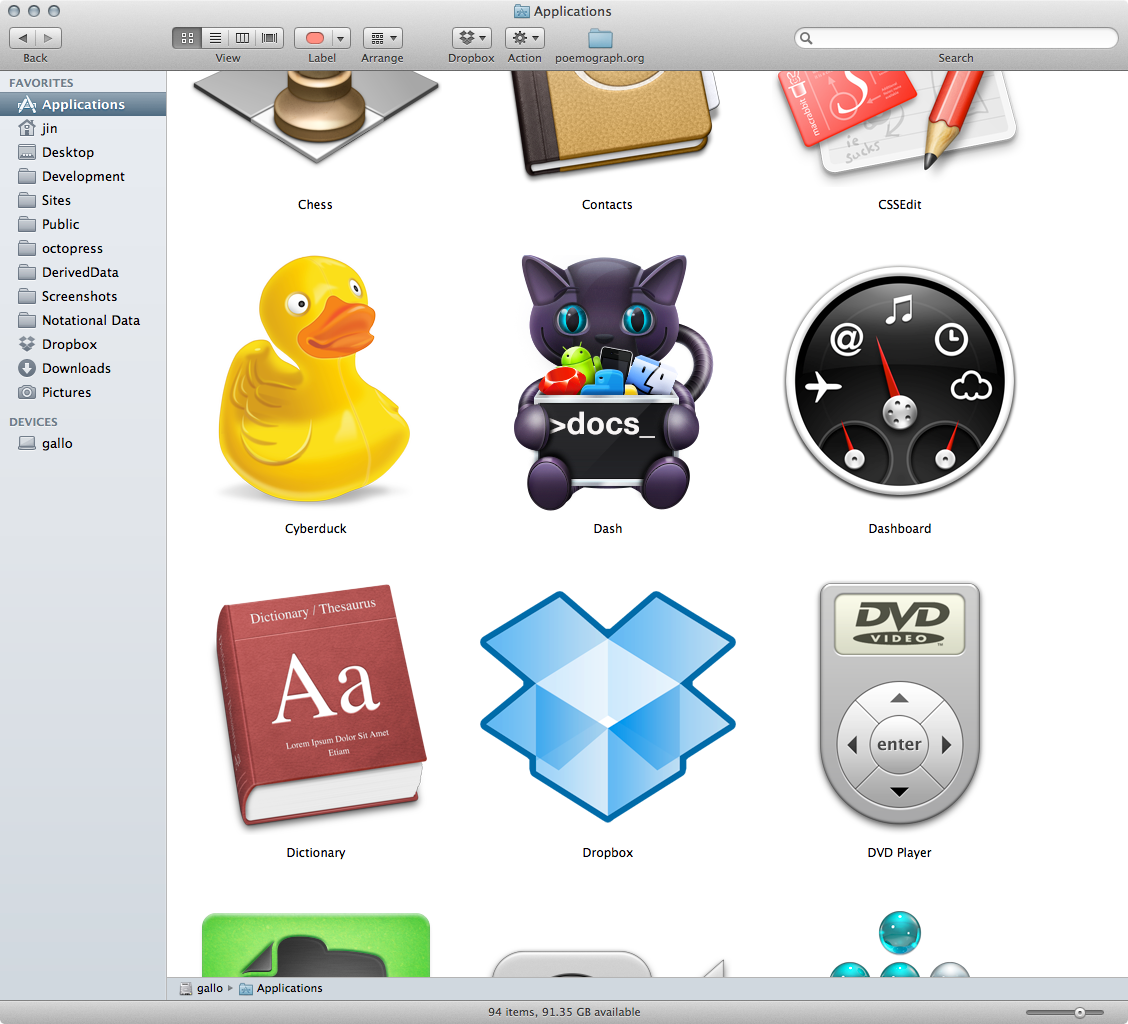 Applications
Back
View
Label
Arrange
Dropbox
Action
poemograph.org
Search
FAVORITES
Applications
jin
Desktop
Development
Sites
Public
octopress
DerivedData
Screenshots
Notational Data
Dropbox
Downloads
Pictures
DEVICES
gallo
macrabbit
S
ie
sucks
Chess
Contacts
CSSEdit
>docs_
@
Cyberduck
Dash
Dashboard
Dictionary / Thesaurus
Aa
Lorem Ipsum Dolor Sit Amet
Etiam
DVD
VIDEO
enter
Dictionary
Dropbox
DVD Player
gallo
Applications
94 items, 91.35 GB available